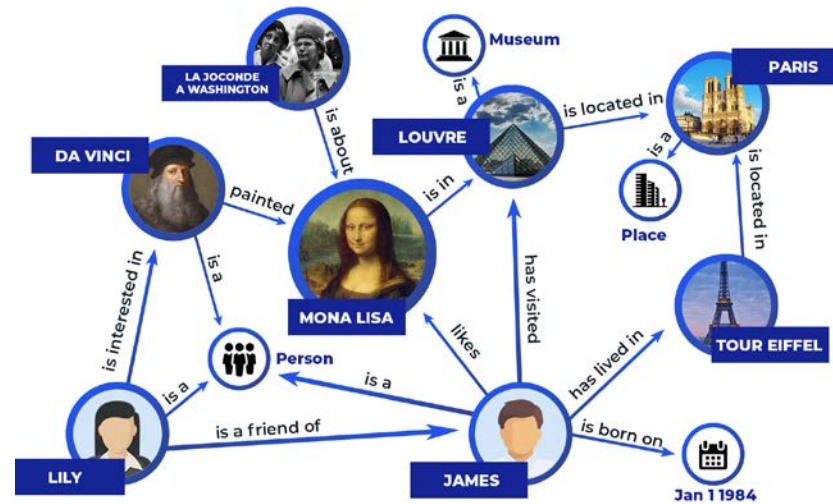 Museum
PARIS
LA JOCONDE
A WASHINGTON
is a
is located in
LOUVRE
is about
is a
is located in
DA VINCI
painted
is in
Place
is a
has visited
MONA LISA
is interested in
Person
likes
TOUR EIFFEL
has lived in
is a
is a
is a friend of
is born on
LILY
JAMES
Jan 1 1984